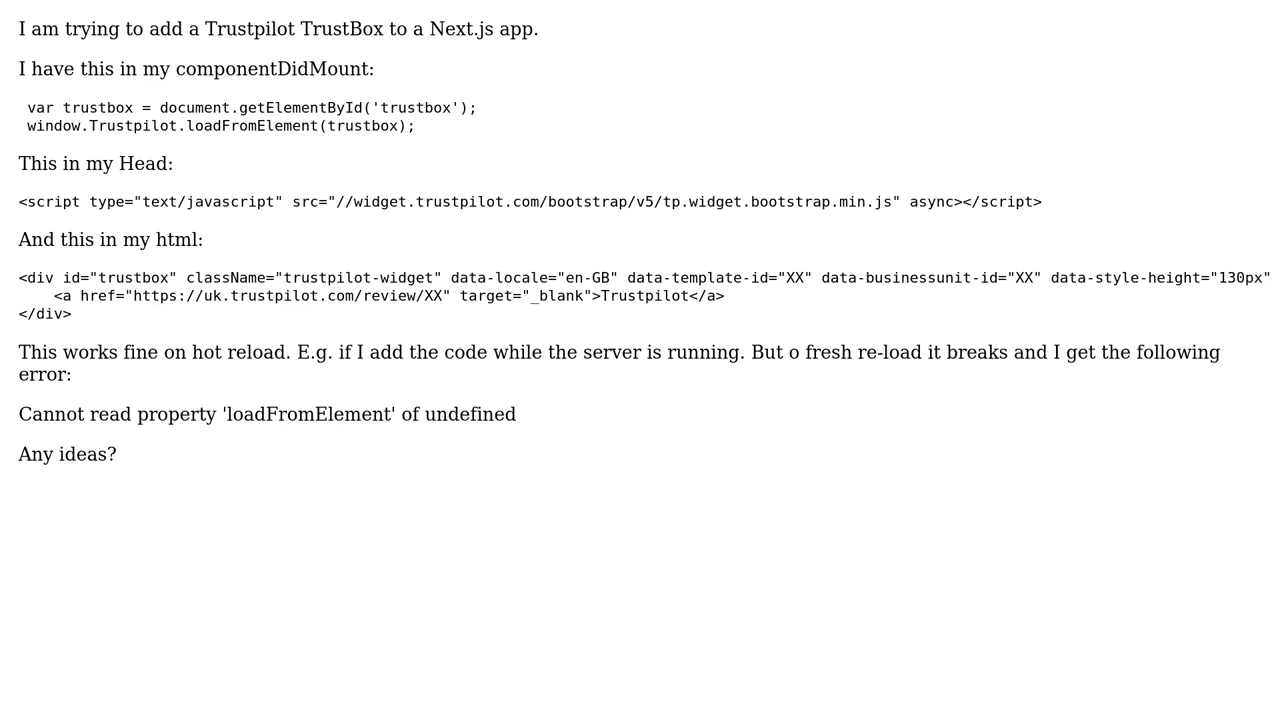 I am trying to add a Trustpilot TrustBox to a Next.js app.
I have this in my componentDidMount:
var trustbox = document.getElementById('trustbox');
window.Trustpilot.loadFromElement(trustbox);
This in my Head:
<script type="text/javascript" src="//widget.trustpilot.com/bootstrap/v5/tp.widget.bootstrap.min.js" async></script>
And this in my html:
<div id="trustbox" className="trustpilot-widget" data-locale="en-GB" data-template-id="XX" data-businessunit-id="XX" data-style-height="130px"
<a href="https://uk.trustpilot.com/review/XX" target="_blank">Trustpilot</a>
</div>
This works fine on hot reload. E.g. if I add the code while the server is running. But o fresh re-load it breaks and I get the following
error:
Cannot read property 'loadFromElement' of undefined
Any ideas?